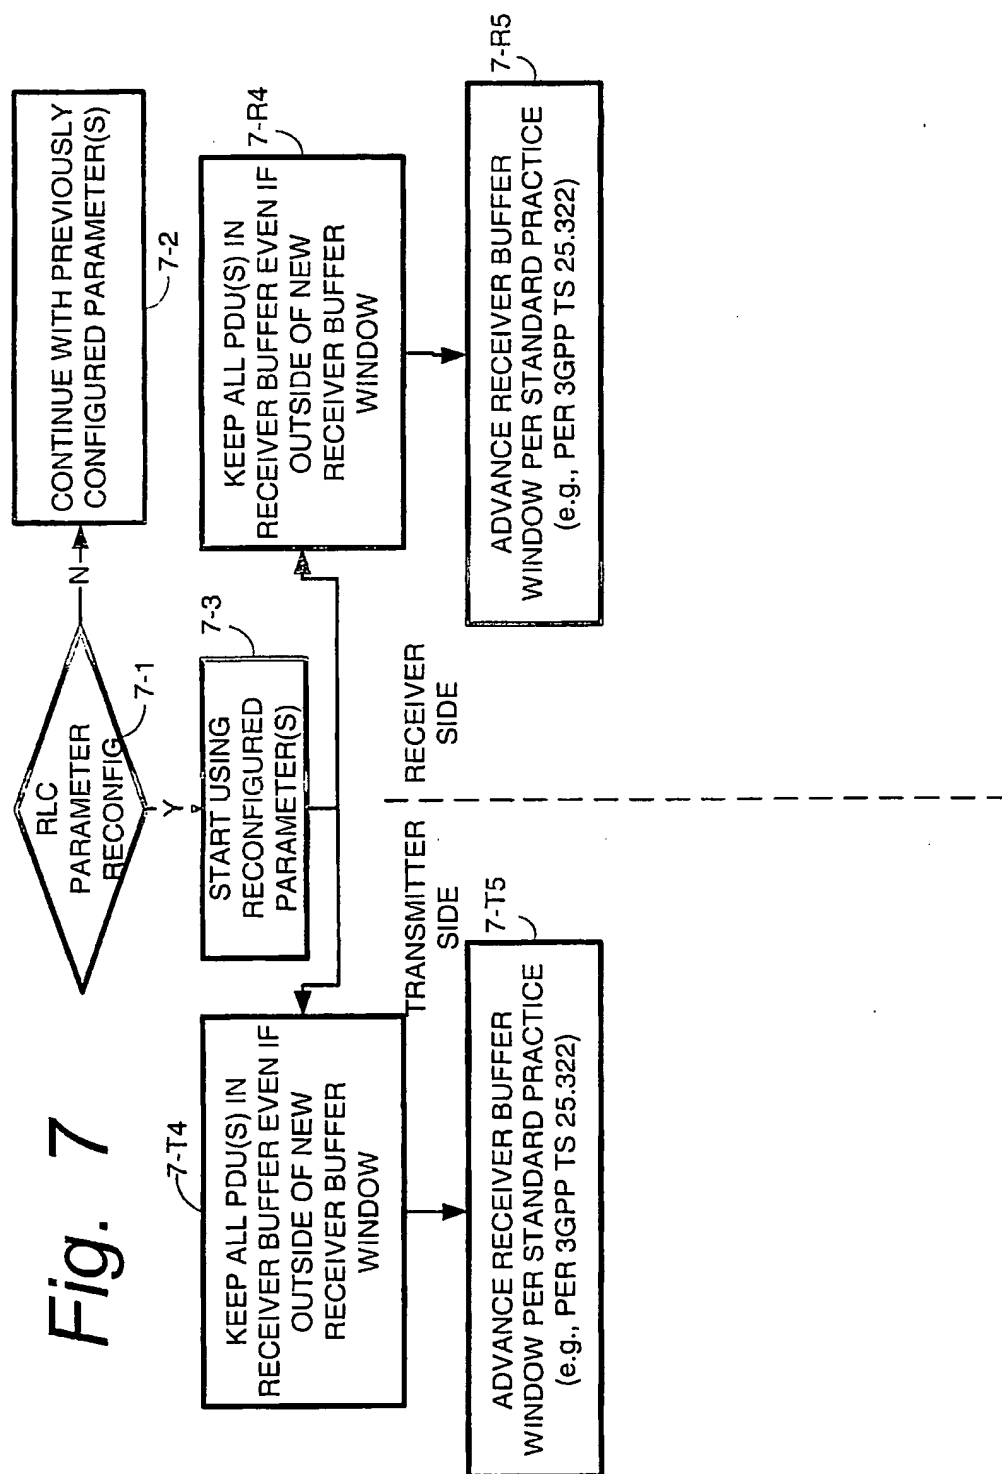 Fig. 7
RLC
PARAMETER
RECONFIG
7-1
N
CONTINUE WITH PREVIOUSLY
CONFIGURED PARAMETER(S)
7-2
Y
START USING
RECONFIGURED
PARAMETER(S)
7-3
7-T4
KEEP ALL PDU(S) IN
RECEIVER BUFFER EVEN IF
OUTSIDE OF NEW
RECEIVER BUFFER
WINDOW
7-R4
KEEP ALL PDU(S) IN
RECEIVER BUFFER EVEN IF
OUTSIDE OF NEW
RECEIVER BUFFER
WINDOW
TRANSMITTER
SIDE
RECEIVER
SIDE
7-T5
ADVANCE RECEIVER BUFFER
WINDOW PER STANDARD PRACTICE
(e.g., PER 3GPP TS 25.322)
7-R5
ADVANCE RECEIVER BUFFER
WINDOW PER STANDARD PRACTICE
(e.g., PER 3GPP TS 25.322)